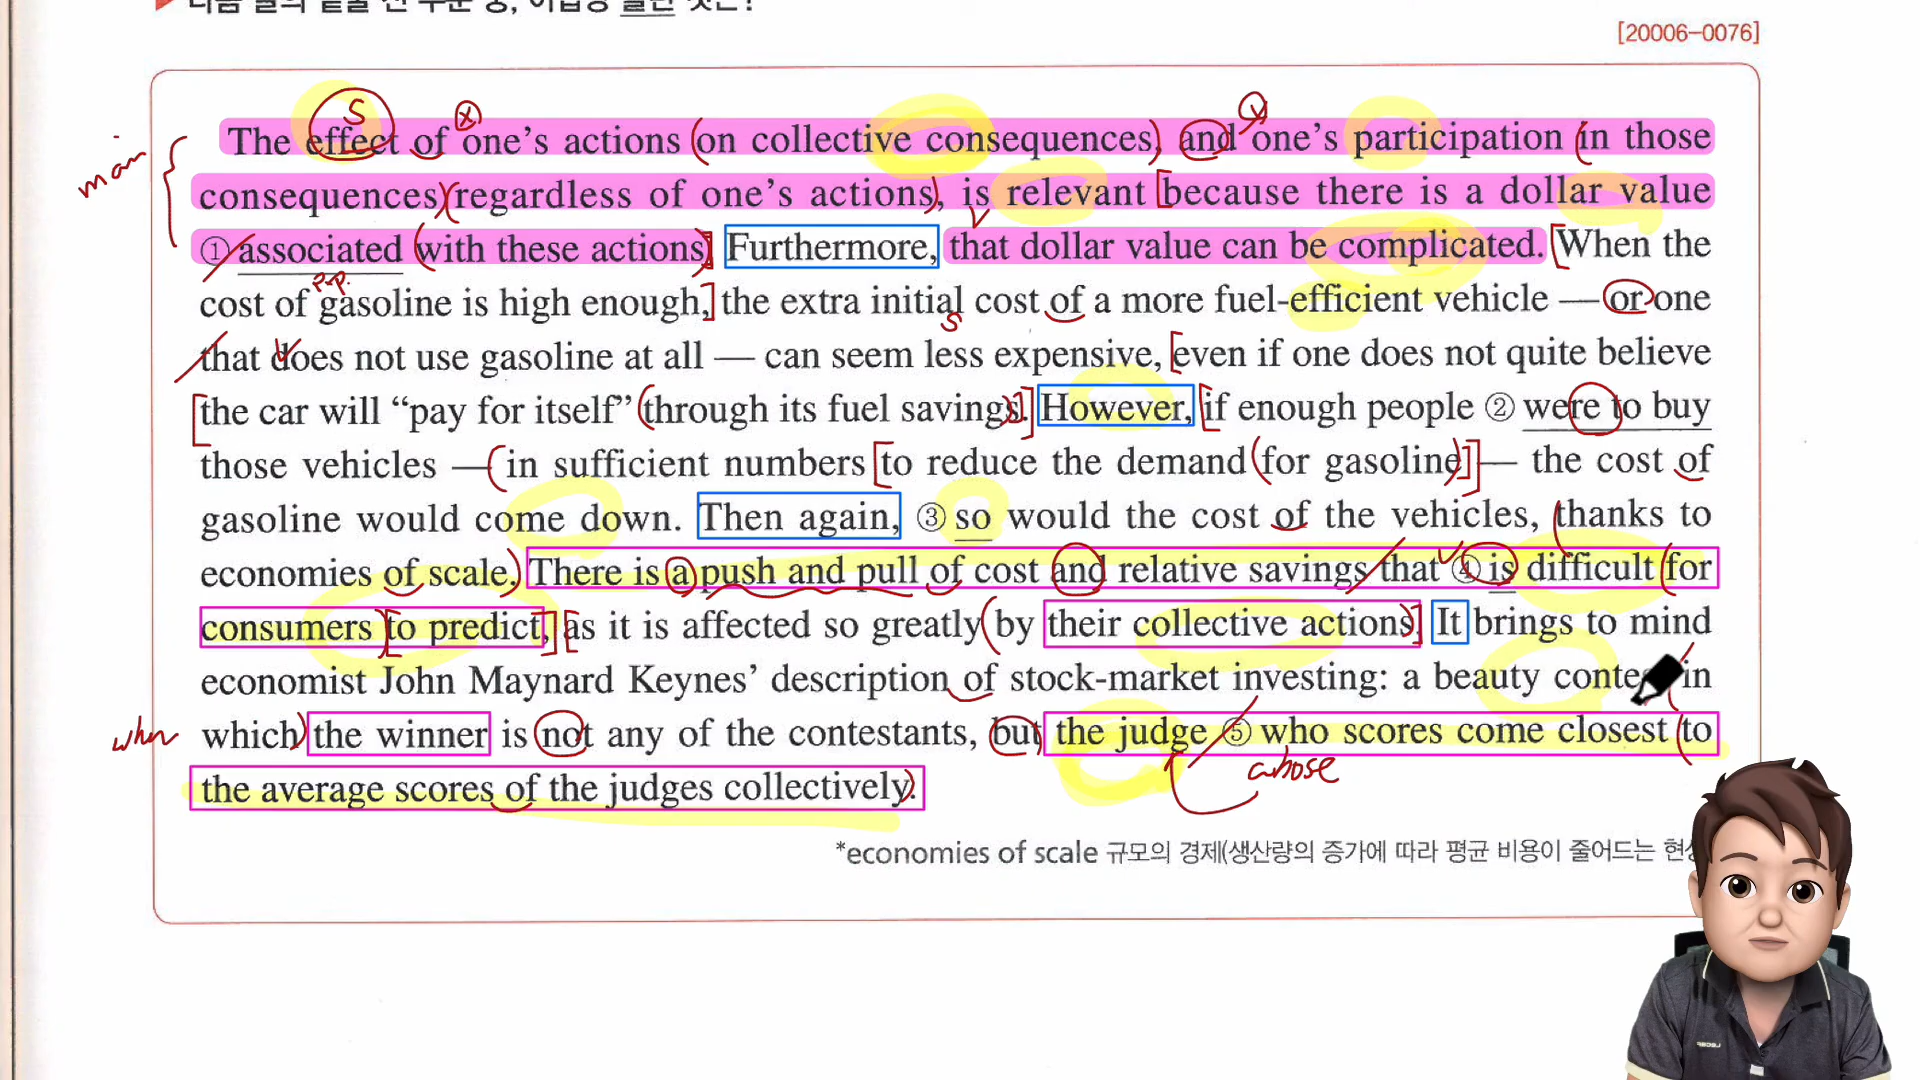 [20006-0076]
The effect of one's actions on collective consequences, and one's participation in those
consequences regardless of one's actions, is relevant because there is a dollar value
① associated with these actions. Furthermore, that dollar value can be complicated. When the
cost of gasoline is high enough, the extra initial cost of a more fuel-efficient vehicle — or one
that does not use gasoline at all — can seem less expensive, even if one does not quite believe
the car will “pay for itself” through its fuel savings. However, if enough people ② were to buy
those vehicles — in sufficient numbers to reduce the demand for gasoline — the cost of
gasoline would come down. Then again, ③ so would the cost of the vehicles, thanks to
economies of scale. There is a push and pull of cost and relative savings that ④ is difficult for
consumers to predict, as it is affected so greatly by their collective actions. It brings to mind
economist John Maynard Keynes' description of stock-market investing: a beauty contest in
which the winner is not any of the contestants, but the judge ⑤ who scores come closest to
the average scores of the judges collectively.
*economies of scale 규모의 경제(생산량의 증가에 따라 평균 비용이 줄어드는
main
S
p.p.
S
when
whose